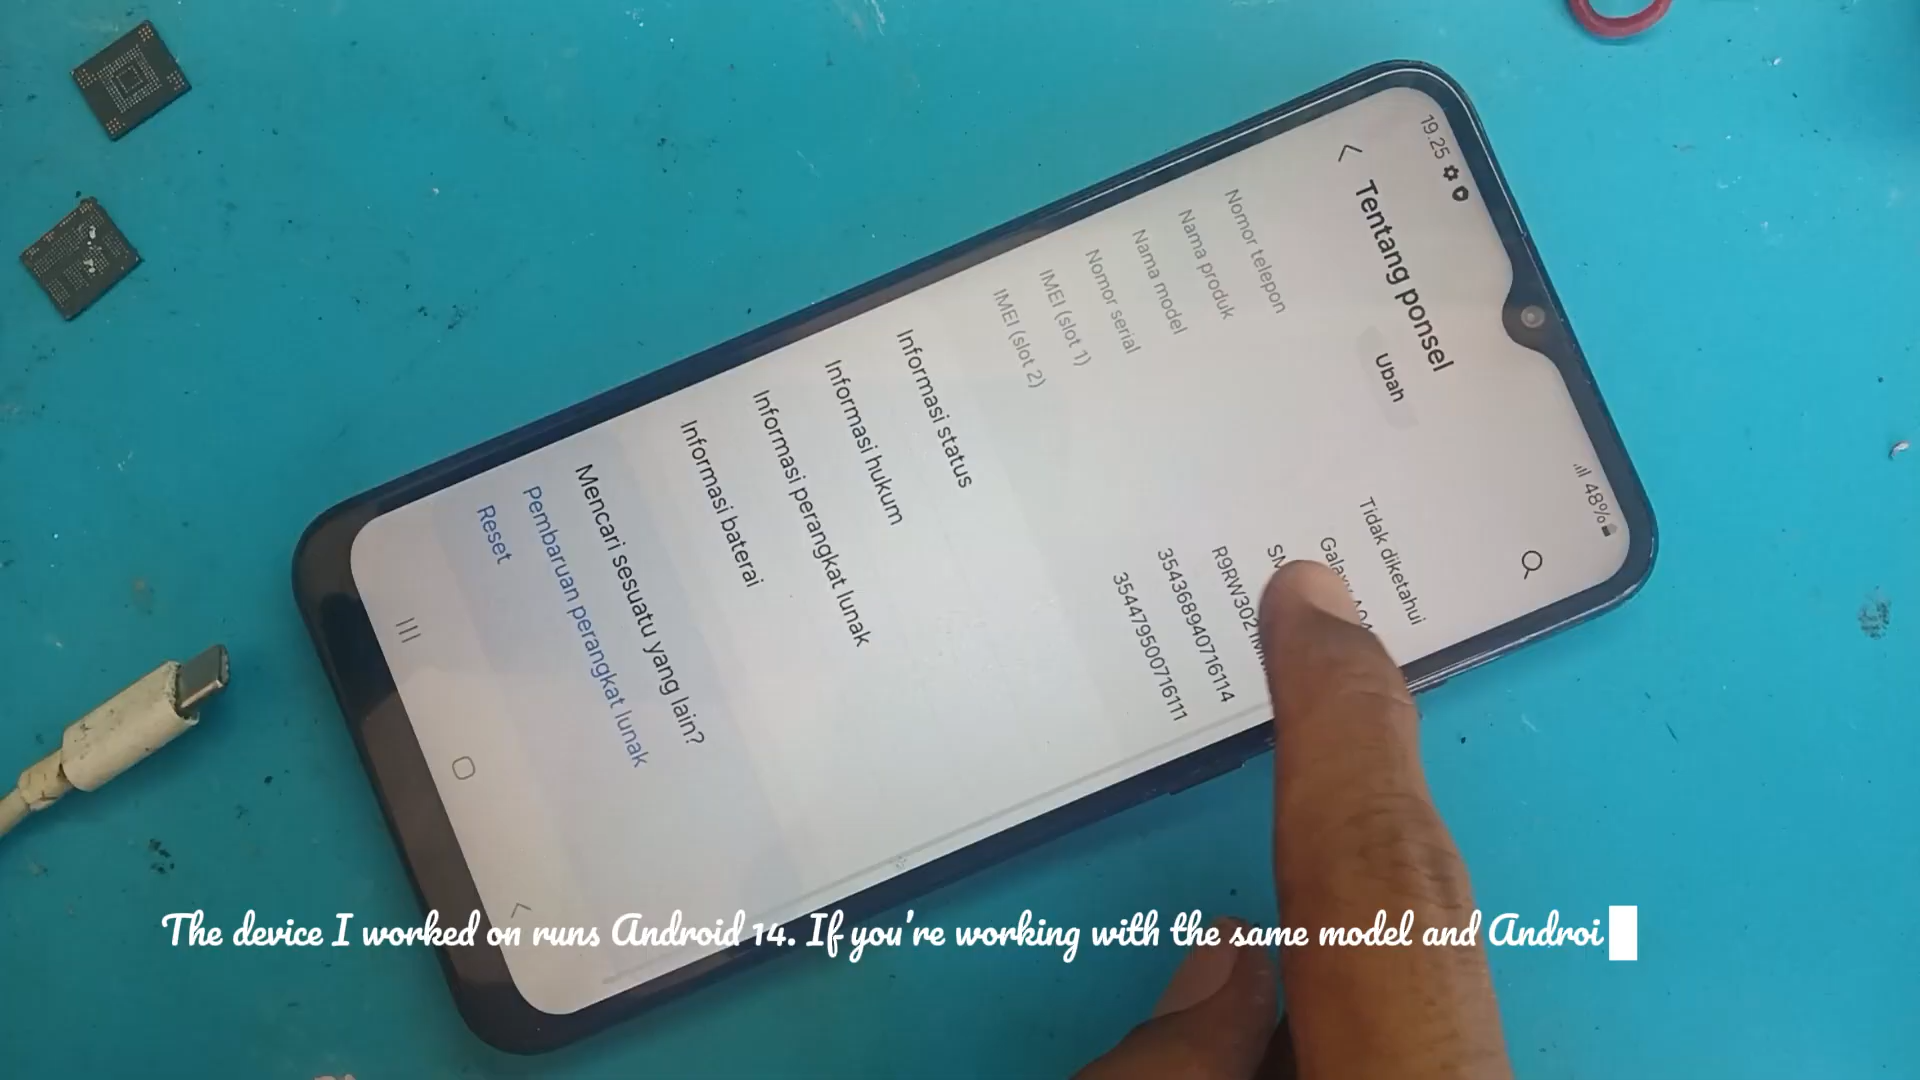 19.25
48%
Tentang ponsel
Ubah
Nomor telepon
Tidak diketahui
Nama produk
Nama model
SM
Nomor serial
IMEI (slot 1)
354368940716114
IMEI (slot 2)
354479500716111
Informasi status
Informasi hukum
Informasi perangkat lunak
Informasi baterai
Mencari sesuatu yang lain?
Pembaruan perangkat lunak
Reset
The device I worked on runs Android 14. If you're working with the same model and Androi